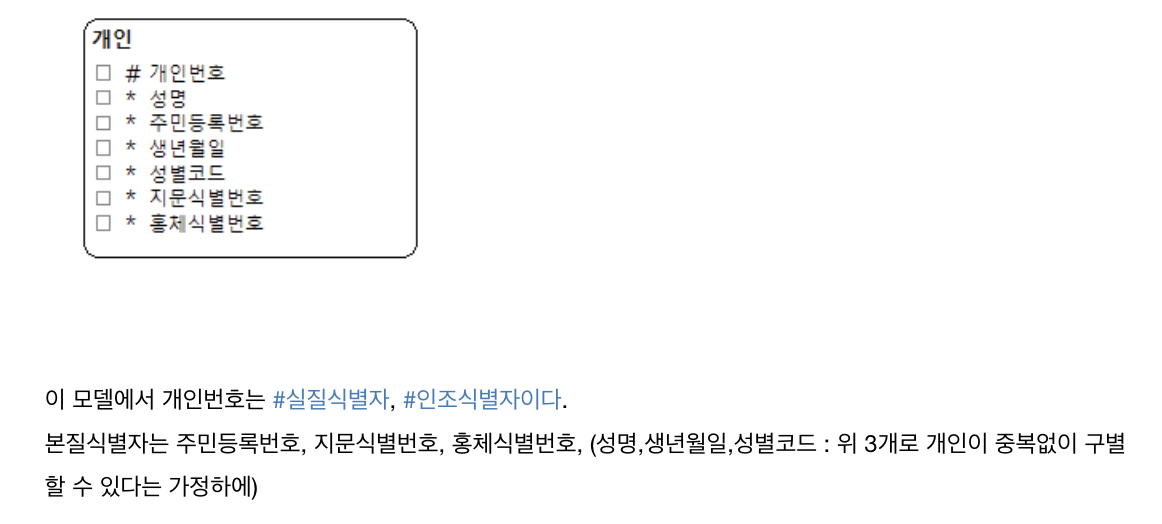 개인
□ # 개인번호
□ * 성명
□ * 주민등록번호
□ * 생년월일
□ * 성별코드
□ * 지문식별번호
□ * 홍체식별번호
이 모델에서 개인번호는 #실질식별자, #인조식별자이다.
본질식별자는 주민등록번호, 지문식별번호, 홍체식별번호, (성명,생년월일,성별코드 : 위 3개로 개인이 중복없이 구별
할 수 있다는 가정하에)